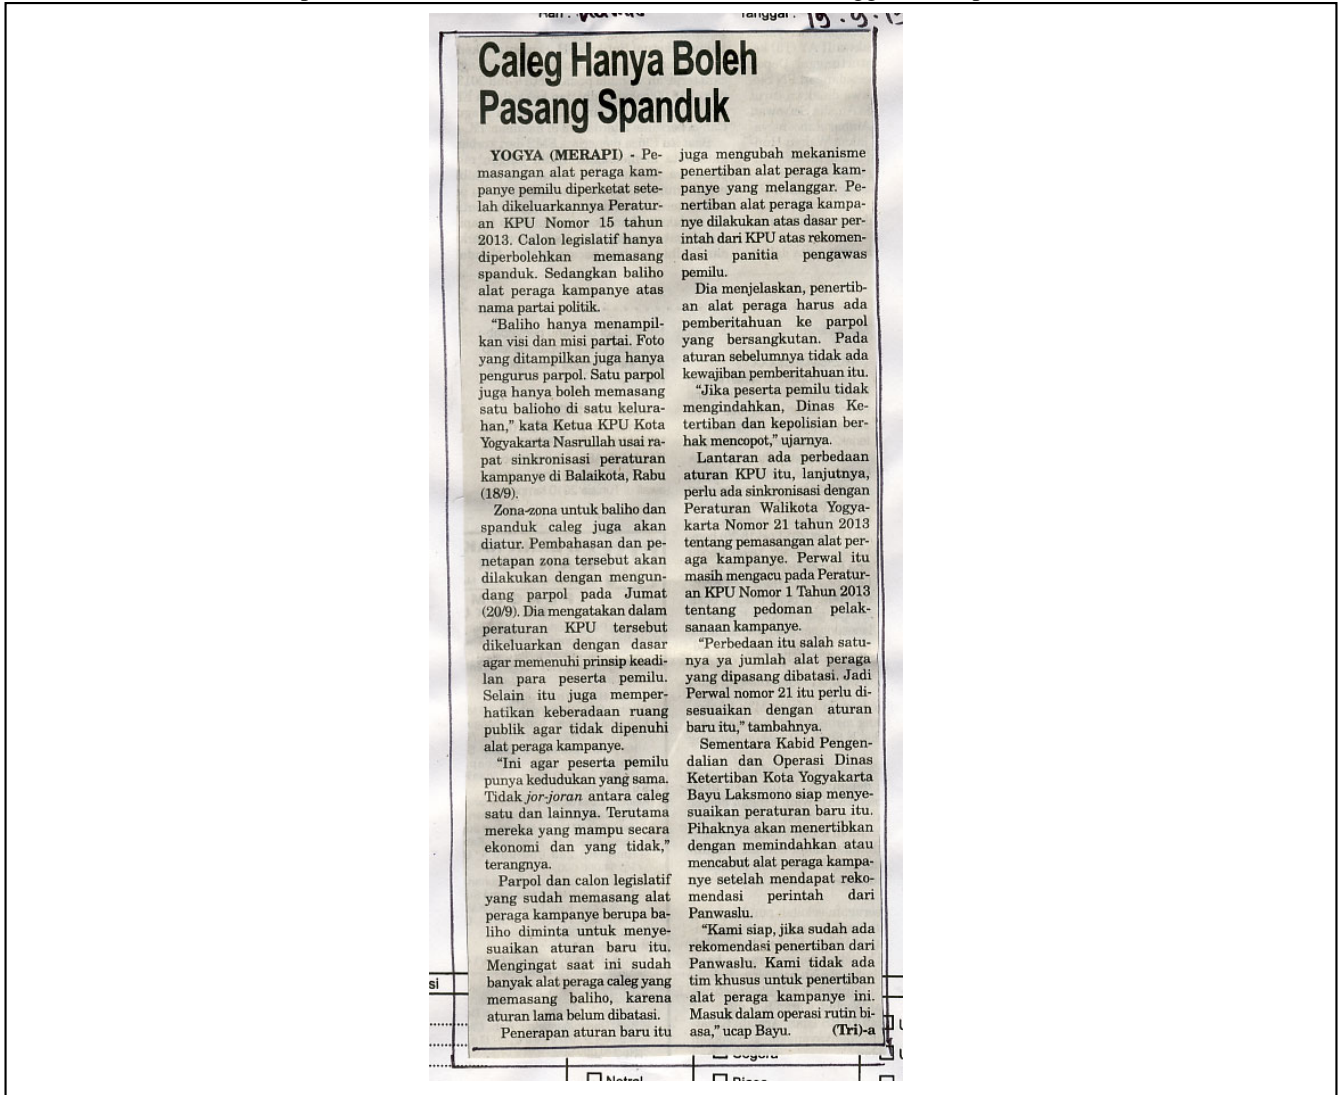 Tanggal :
19.9.13
Caleg Hanya Boleh
Pasang Spanduk
YOGYA (MERAPI) - Pe-
masangan alat peraga kam-
panye pemilu diperketat sete-
lah dikeluarkannya Peratur-
an KPU Nomor 15 tahun
2013. Calon legislatif hanya
diperbolehkan memasang
spanduk. Sedangkan baliho
alat peraga kampanye atas
nama partai politik.
“Baliho hanya menampil-
kan visi dan misi partai. Foto
yang ditampilkan juga hanya
pengurus parpol. Satu parpol
juga hanya boleh memasang
satu balioho di satu kelura-
han,” kata Ketua KPU Kota
Yogyakarta Nasrullah usai ra-
pat sinkronisasi peraturan
kampanye di Balaikota, Rabu
(18/9).
Zona-zona untuk baliho dan
spanduk caleg juga akan
diatur. Pembahasan dan pe-
netapan zona tersebut akan
dilakukan dengan mengun-
dang parpol pada Jumat
(20/9). Dia mengatakan dalam
peraturan KPU tersebut
dikeluarkan dengan dasar
agar memenuhi prinsip keadi-
lan para peserta pemilu.
Selain itu juga memper-
hatikan keberadaan ruang
publik agar tidak dipenuhi
alat peraga kampanye.
“Ini agar peserta pemilu
punya kedudukan yang sama.
Tidak jor-joran antara caleg
satu dan lainnya. Terutama
mereka yang mampu secara
ekonomi dan yang tidak,”
terangnya.
Parpol dan calon legislatif
yang sudah memasang alat
peraga kampanye berupa ba-
liho diminta untuk menye-
suaikan aturan baru itu.
Mengingat saat ini sudah
banyak alat peraga caleg yang
memasang baliho, karena
aturan lama belum dibatasi.
Penerapan aturan baru itu
juga mengubah mekanisme
penertiban alat peraga kam-
panye yang melanggar. Pe-
nertiban alat peraga kampa-
nye dilakukan atas dasar per-
intah dari KPU atas rekomen-
dasi panitia pengawas
pemilu.
Dia menjelaskan, penertib-
an alat peraga harus ada
pemberitahuan ke parpol
yang bersangkutan. Pada
aturan sebelumnya tidak ada
kewajiban pemberitahuan itu.
“Jika peserta pemilu tidak
mengindahkan, Dinas Ke-
tertiban dan kepolisian ber-
hak mencopot,” ujarnya.
Lantaran ada perbedaan
aturan KPU itu, lanjutnya,
perlu ada sinkronisasi dengan
Peraturan Walikota Yogya-
karta Nomor 21 tahun 2013
tentang pemasangan alat per-
aga kampanye. Perwal itu
masih mengacu pada Peratur-
an KPU Nomor 1 Tahun 2013
tentang pedoman pelak-
sanaan kampanye.
“Perbedaan itu salah satu-
nya ya jumlah alat peraga
yang dipasang dibatasi. Jadi
Perwal nomor 21 itu perlu di-
sesuaikan dengan aturan
baru itu,” tambahnya.
Sementara Kabid Pengen-
dalian dan Operasi Dinas
Ketertiban Kota Yogyakarta
Bayu Laksmono siap menye-
suaikan peraturan baru itu.
Pihaknya akan menertibkan
dengan memindahkan atau
mencabut alat peraga kampa-
nye setelah mendapat reko-
mendasi perintah dari
Panwaslu.
“Kami siap, jika sudah ada
rekomendasi penertiban dari
Panwaslu. Kami tidak ada
tim khusus untuk penertiban
alat peraga kampanye ini.
Masuk dalam operasi rutin bi-
asa,” ucap Bayu. (Tri)-a
si